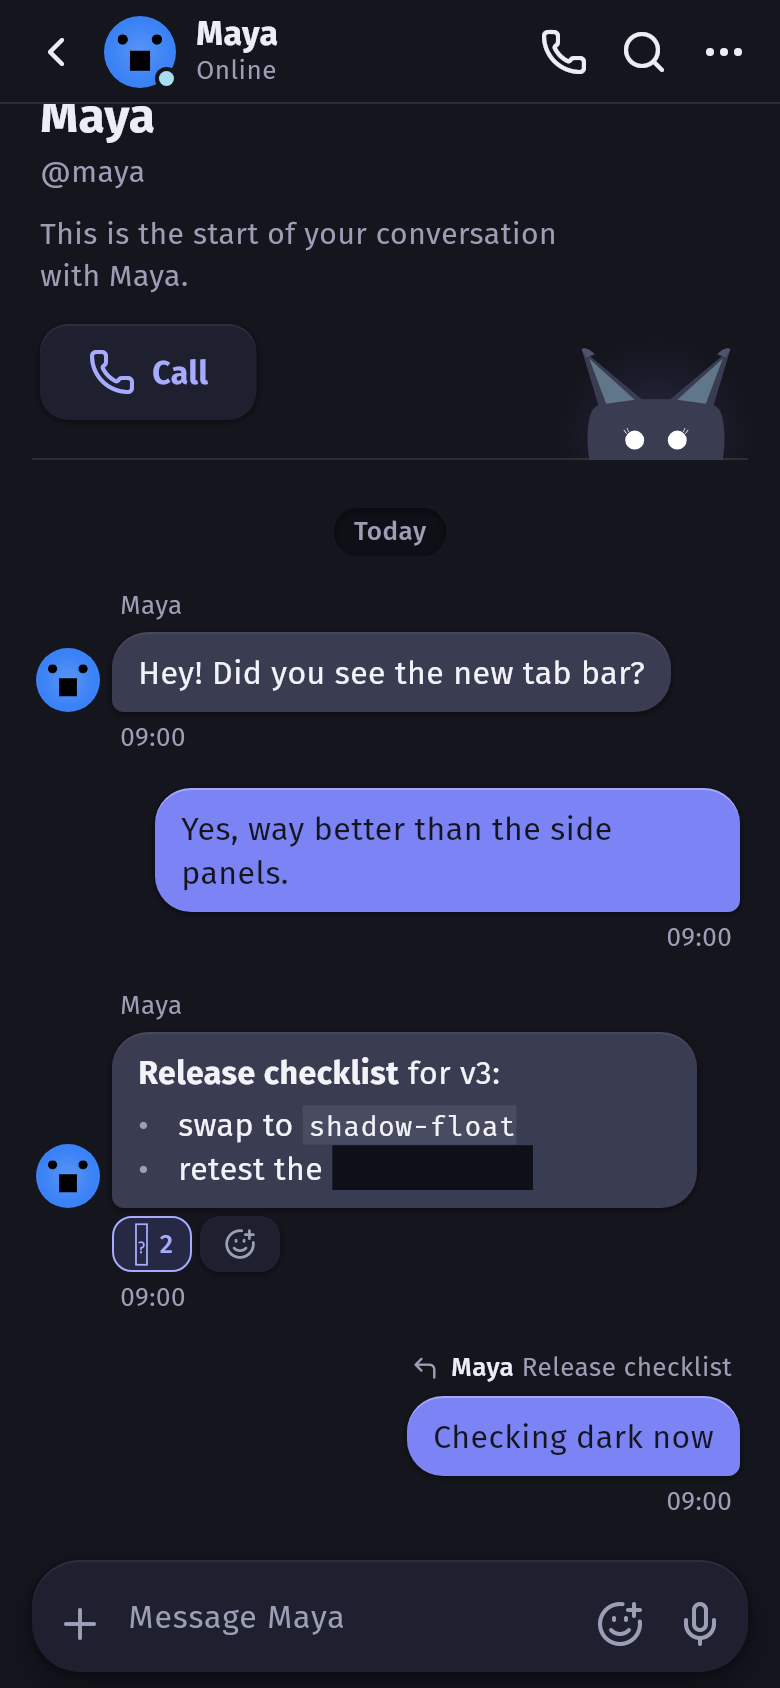 Maya
Online
Maya
@maya
This is the start of your conversation
with Maya.
Call
Today
Maya
Hey! Did you see the new tab bar?
09:00
Yes, way better than the side
panels.
09:00
Maya
Release checklist for v3:
• swap to shadow-float
• retest the
2
09:00
Maya Release checklist
Checking dark now
09:00
Message Maya